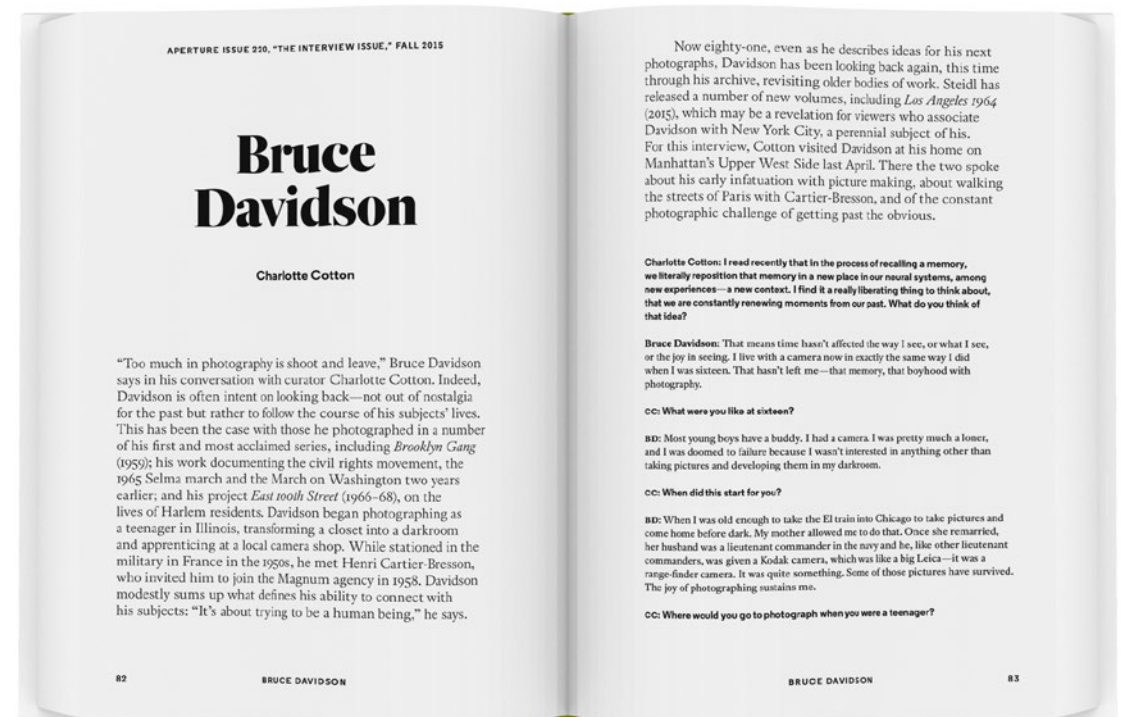 APERTURE ISSUE 220, "THE INTERVIEW ISSUE," FALL 2015
Bruce
Davidson
Charlotte Cotton
“Too much in photography is shoot and leave,” Bruce Davidson
says in his conversation with curator Charlotte Cotton. Indeed,
Davidson is often intent on looking back—not out of nostalgia
for the past but rather to follow the course of his subjects’ lives.
This has been the case with those he photographed in a number
of his first and most acclaimed series, including Brooklyn Gang
(1959); his work documenting the civil rights movement, the
1965 Selma march and the March on Washington two years
earlier; and his project East 100th Street (1966–68), on the
lives of Harlem residents. Davidson began photographing as
a teenager in Illinois, transforming a closet into a darkroom
and apprenticing at a local camera shop. While stationed in the
military in France in the 1950s, he met Henri Cartier-Bresson,
who invited him to join the Magnum agency in 1958. Davidson
modestly sums up what defines his ability to connect with
his subjects: “It’s about trying to be a human being,” he says.
82
BRUCE DAVIDSON
Now eighty-one, even as he describes ideas for his next
photographs, Davidson has been looking back again, this time
through his archive, revisiting older bodies of work. Steidl has
released a number of new volumes, including Los Angeles 1964
(2015), which may be a revelation for viewers who associate
Davidson with New York City, a perennial subject of his.
For this interview, Cotton visited Davidson at his home on
Manhattan’s Upper West Side last April. There the two spoke
about his early infatuation with picture making, about walking
the streets of Paris with Cartier-Bresson, and of the constant
photographic challenge of getting past the obvious.
Charlotte Cotton: I read recently that in the process of recalling a memory,
we literally reposition that memory in a new place in our neural systems, among
new experiences—a new context. I find it a really liberating thing to think about,
that we are constantly renewing moments from our past. What do you think of
that idea?
Bruce Davidson: That means time hasn’t affected the way I see, or what I see,
or the joy in seeing. I live with a camera now in exactly the same way I did
when I was sixteen. That hasn’t left me—that memory, that boyhood with
photography.
CC: What were you like at sixteen?
BD: Most young boys have a buddy. I had a camera. I was pretty much a loner,
and I was doomed to failure because I wasn’t interested in anything other than
taking pictures and developing them in my darkroom.
CC: When did this start for you?
BD: When I was old enough to take the El train into Chicago to take pictures and
come home before dark. My mother allowed me to do that. Once she remarried,
her husband was a lieutenant commander in the navy and he, like other lieutenant
commanders, was given a Kodak camera, which was like a big Leica—it was a
range-finder camera. It was quite something. Some of those pictures have survived.
The joy of photographing sustains me.
CC: Where would you go to photograph when you were a teenager?
BRUCE DAVIDSON
83